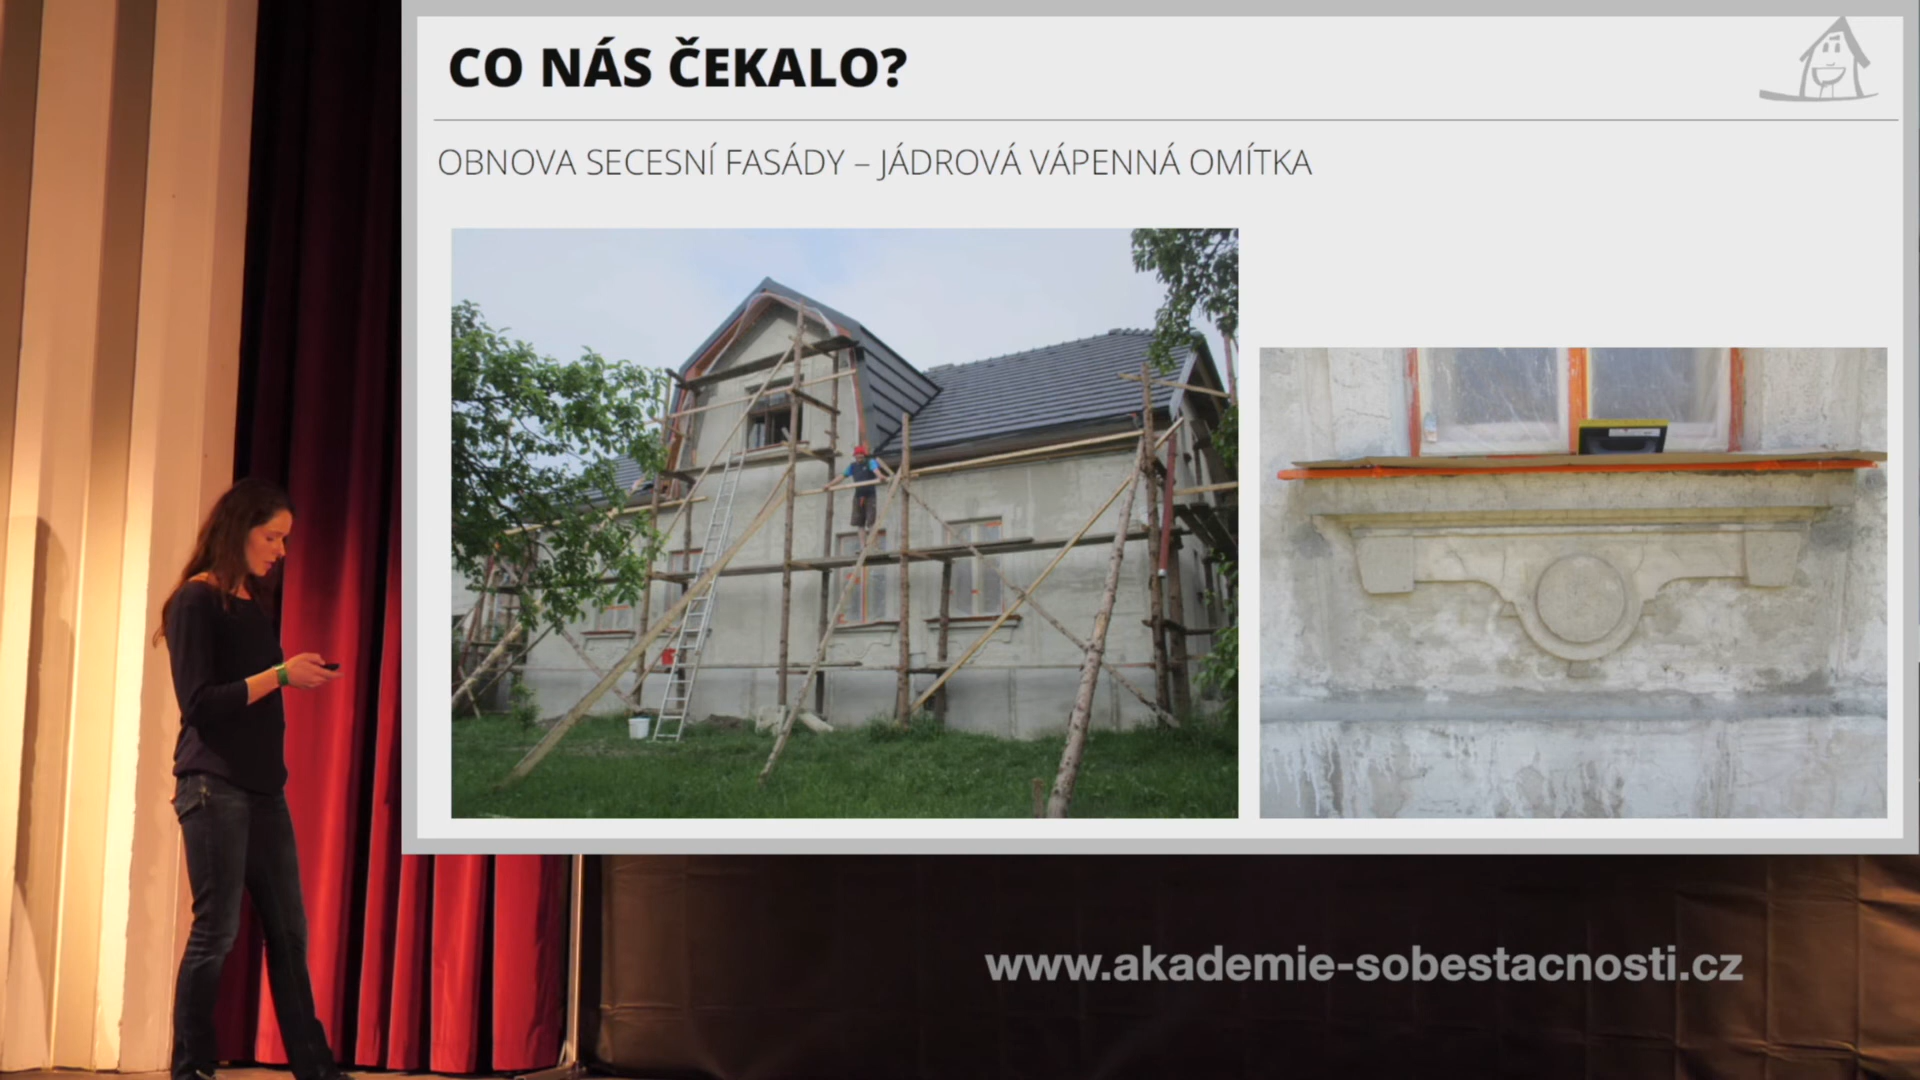 CO NÁS ČEKALO?
OBNOVA SECESNÍ FASÁDY – JÁDROVÁ VÁPENNÁ OMÍTKA
www.akademie-sobestacnosti.cz